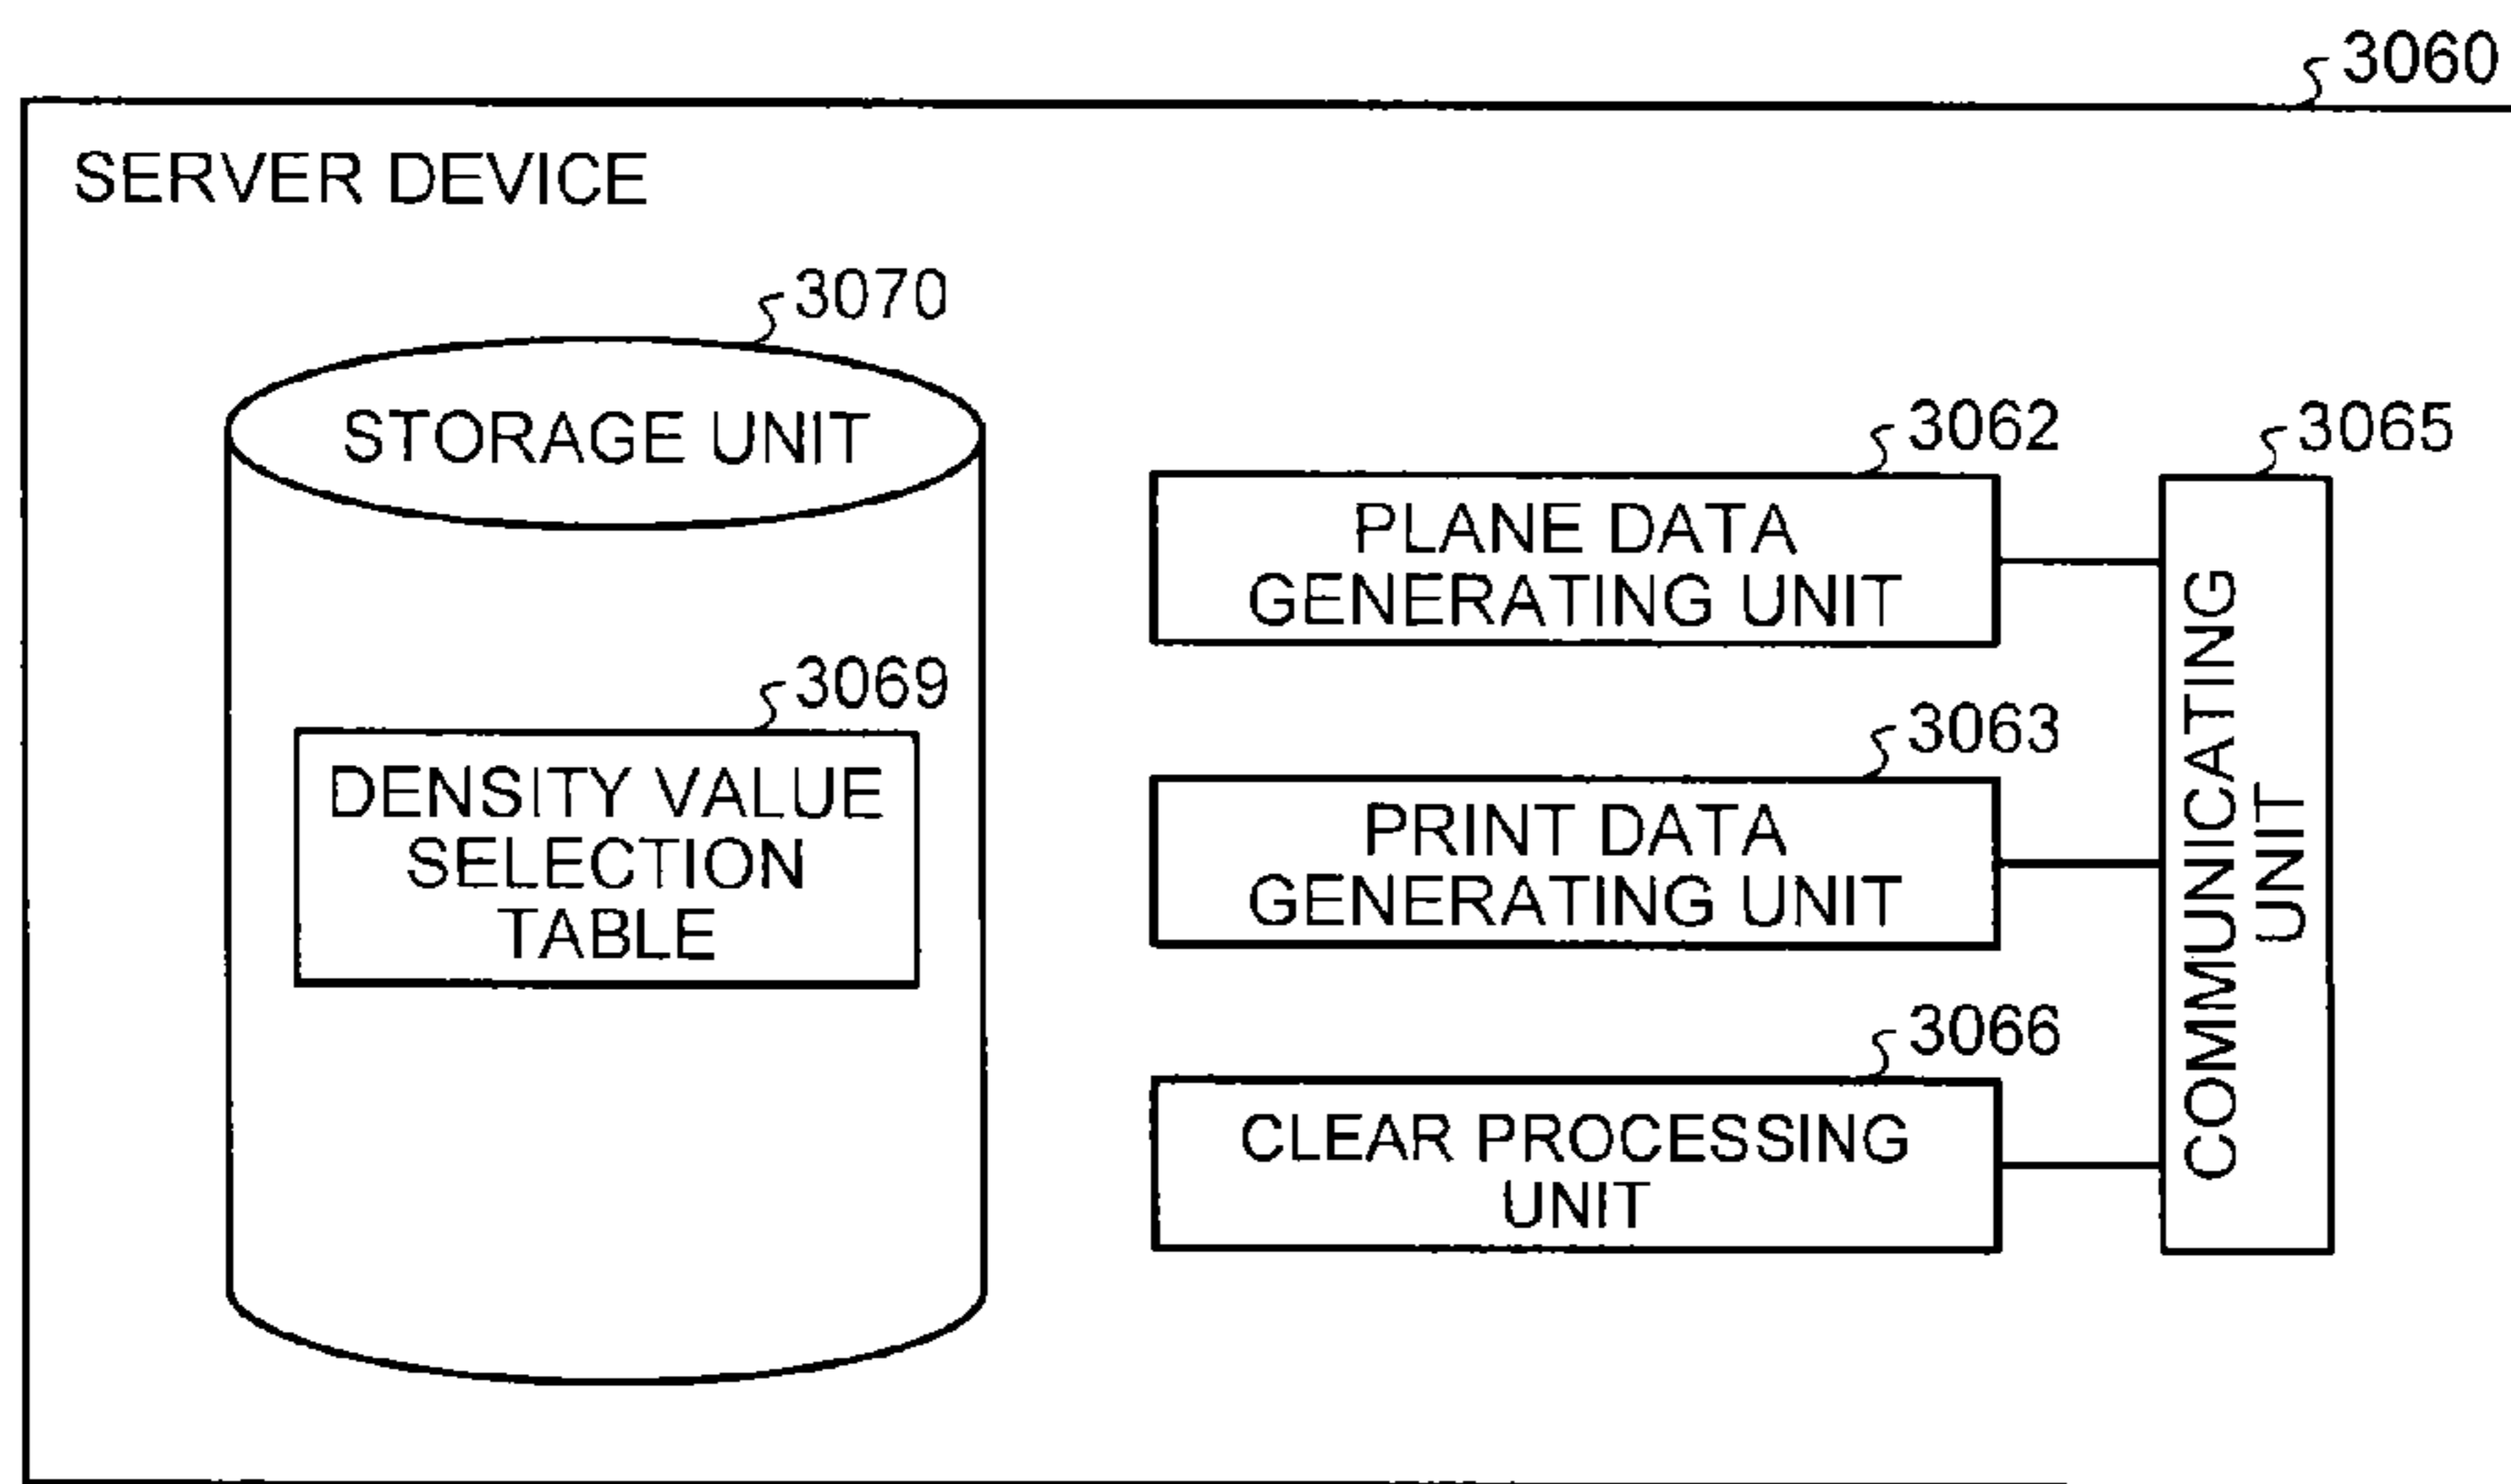 3060
SERVER DEVICE
3070
STORAGE UNIT
3069
DENSITY VALUE
SELECTION
TABLE
3062
PLANE DATA
GENERATING UNIT
3063
PRINT DATA
GENERATING UNIT
3066
CLEAR PROCESSING
UNIT
3065
COMMUNICATING
UNIT